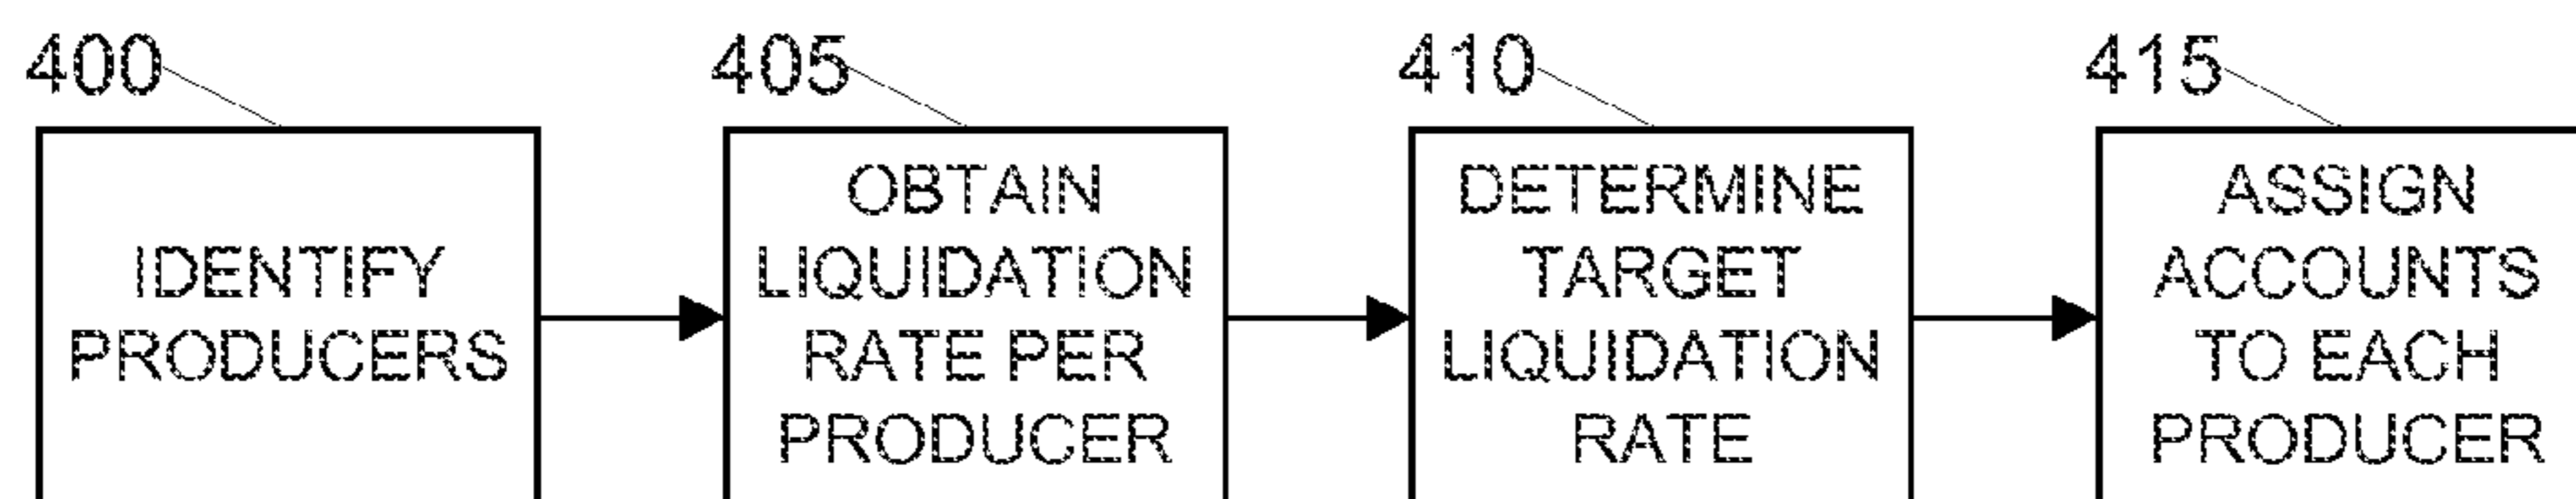 400
405
410
415
IDENTIFY
PRODUCERS
OBTAIN
LIQUIDATION
RATE PER
PRODUCER
DETERMINE
TARGET
LIQUIDATION
RATE
ASSIGN
ACCOUNTS
TO EACH
PRODUCER